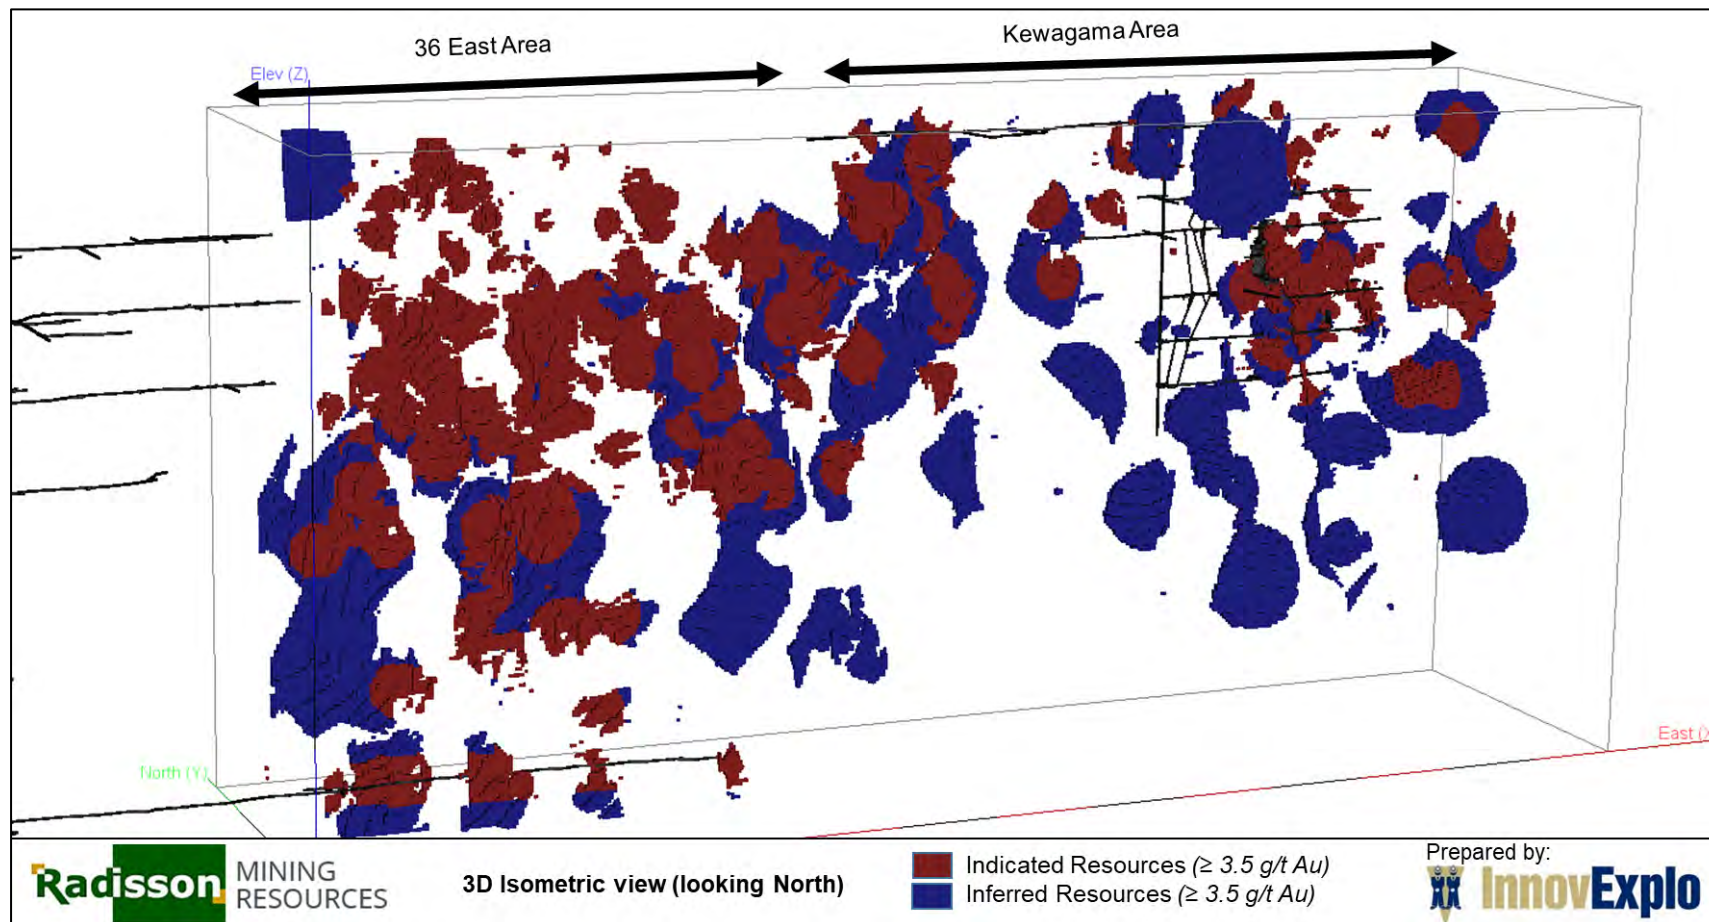 36 East Area
Kewagama Area
Elev (Z)
North (Y)
East (X
Radisson MINING
RESOURCES
3D Isometric view (looking North)
Indicated Resources (≥ 3.5 g/t Au)
Inferred Resources (≥ 3.5 g/t Au)
Prepared by:
InnovExplo